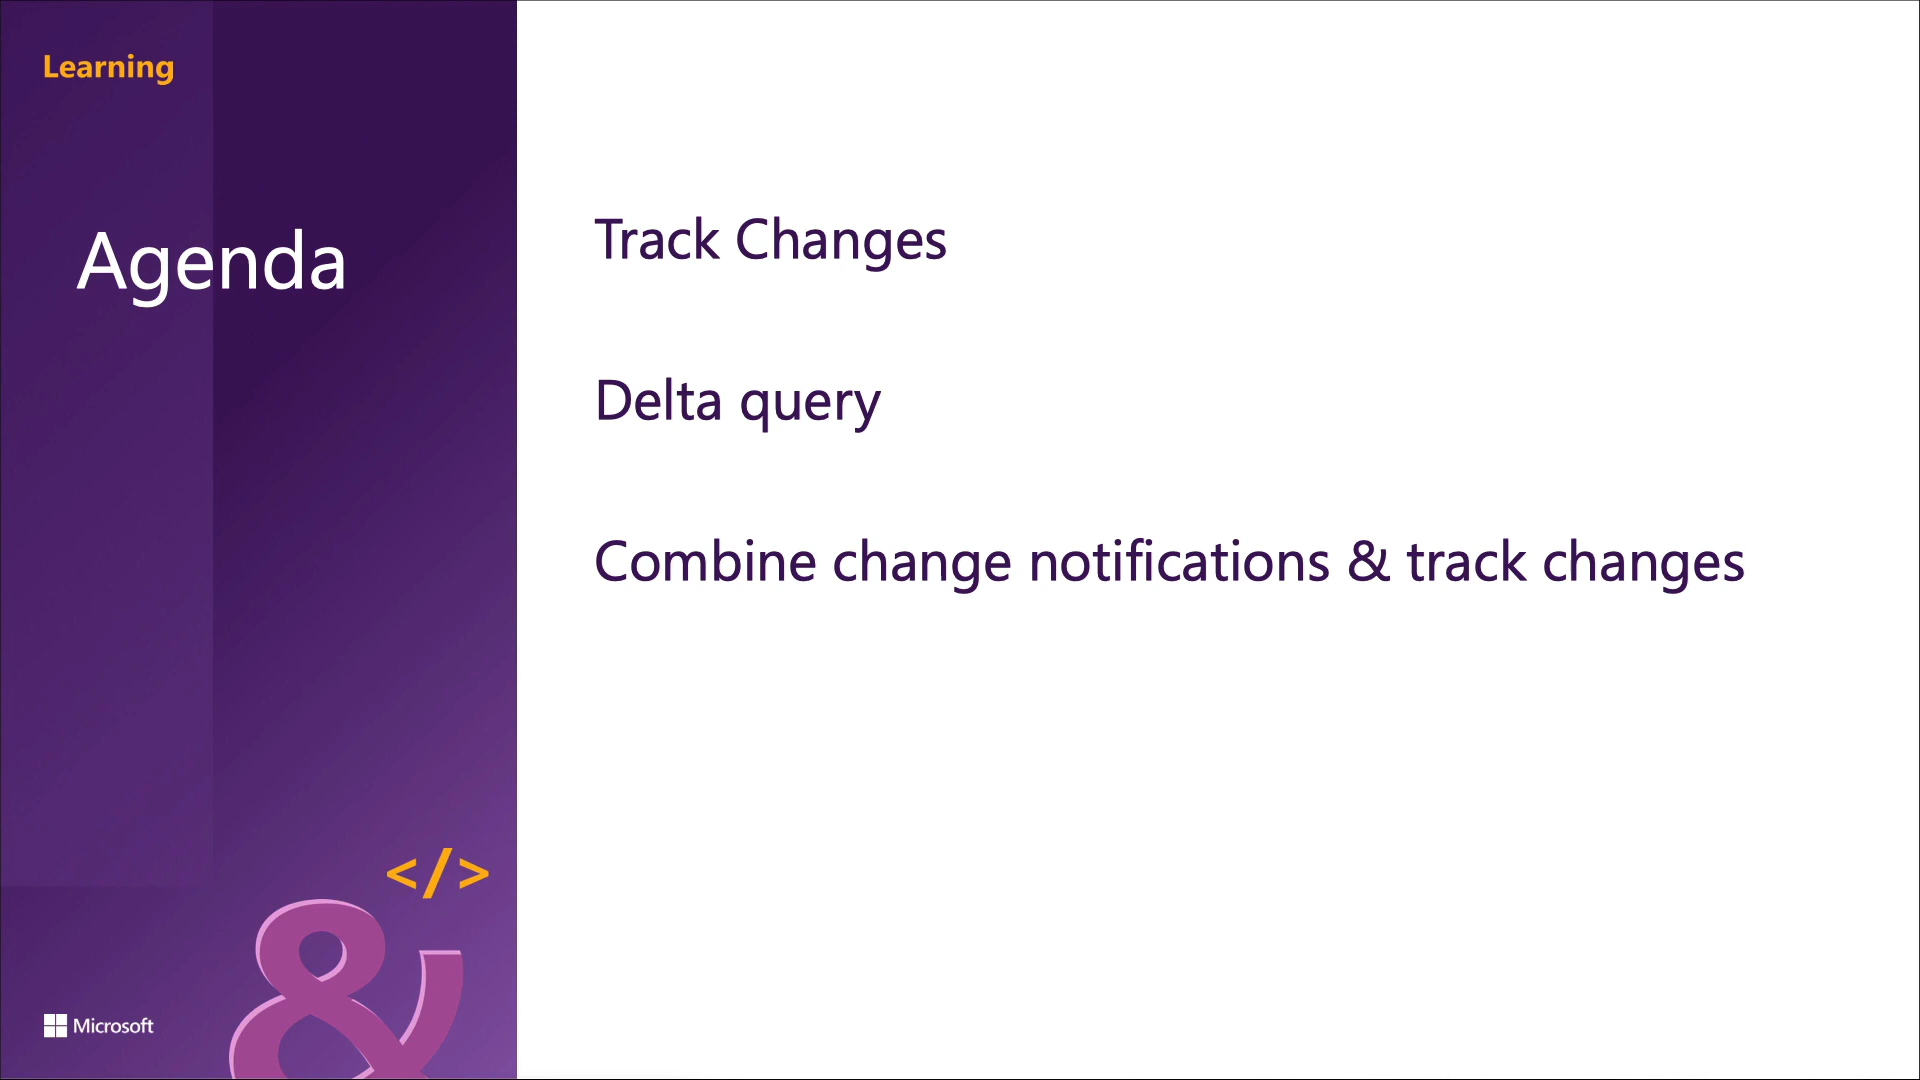 Learning
Agenda
Track Changes
Delta query
Combine change notifications & track changes
</>
&
Microsoft